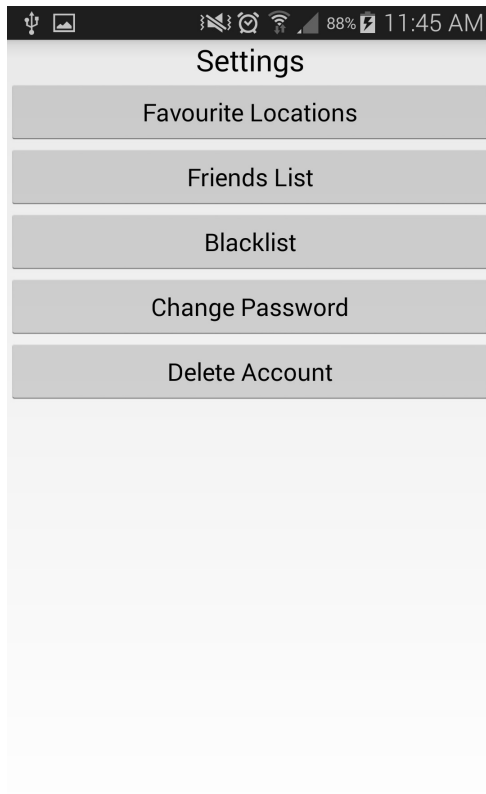 88% 11:45 AM
Settings
Favourite Locations
Friends List
Blacklist
Change Password
Delete Account